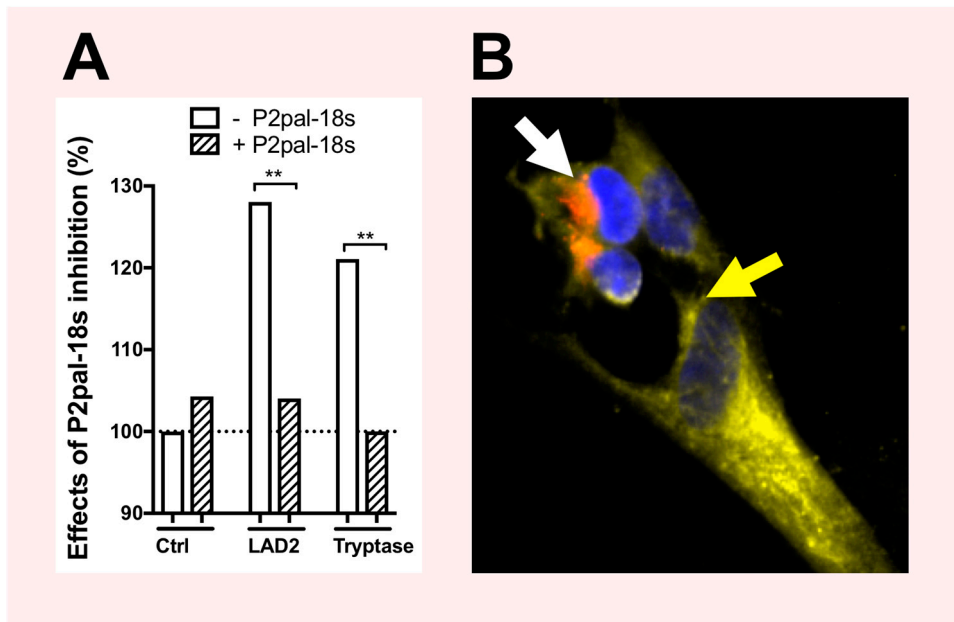 A
B
- P2pal-18s
+ P2pal-18s
Effects of P2pal-18s inhibition (%)
130
120
110
100
90
**
**
Ctrl
LAD2
Tryptase